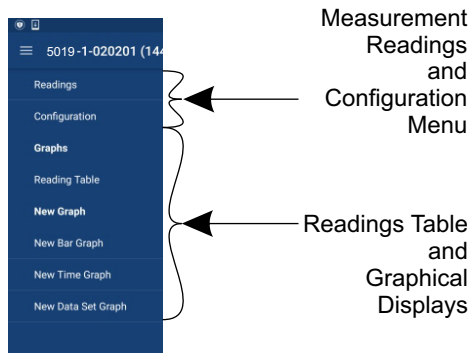 5019-1-020201 (144
Readings
Configuration
Graphs
Reading Table
New Graph
New Bar Graph
New Time Graph
New Data Set Graph
Measurement
Readings
and
Configuration
Menu
Readings Table
and
Graphical
Displays